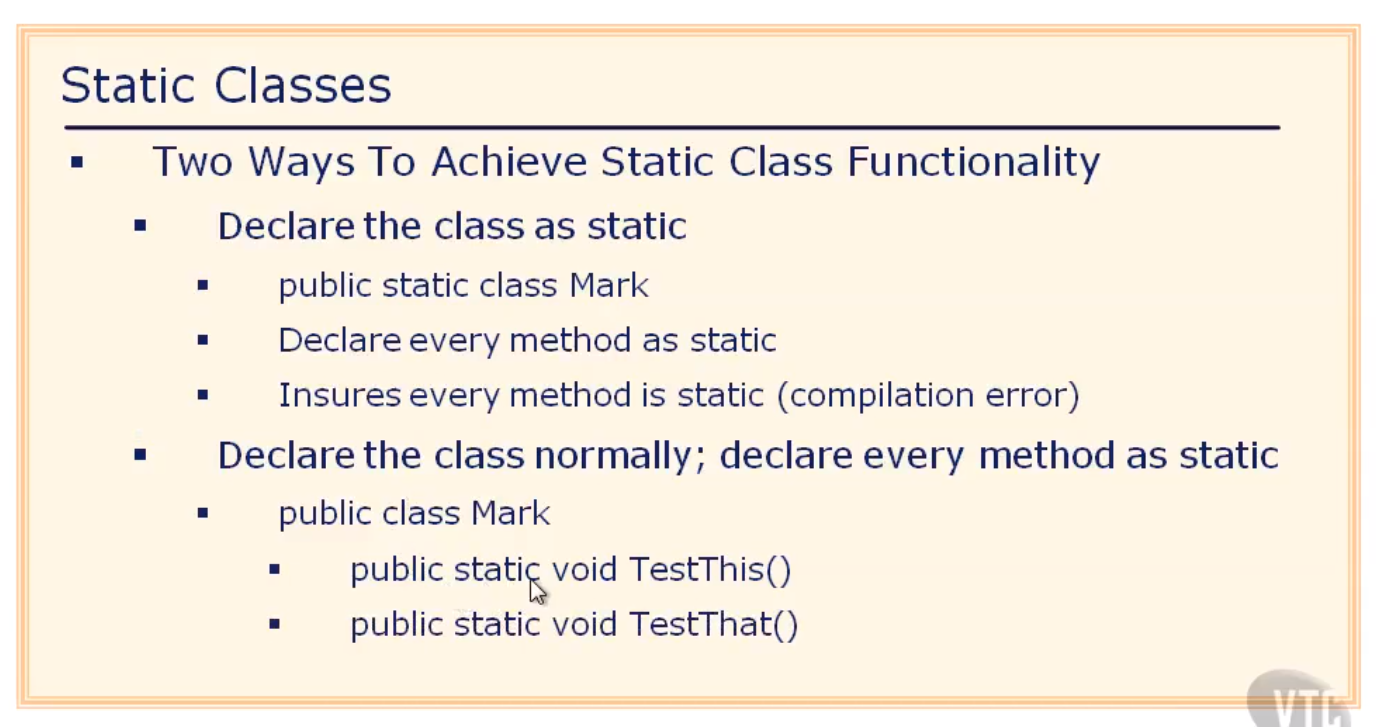 Static Classes
Two Ways To Achieve Static Class Functionality
Declare the class as static
public static class Mark
Declare every method as static
Insures every method is static (compilation error)
Declare the class normally; declare every method as static
public class Mark
public static void TestThis()
public static void TestThat()
VTC